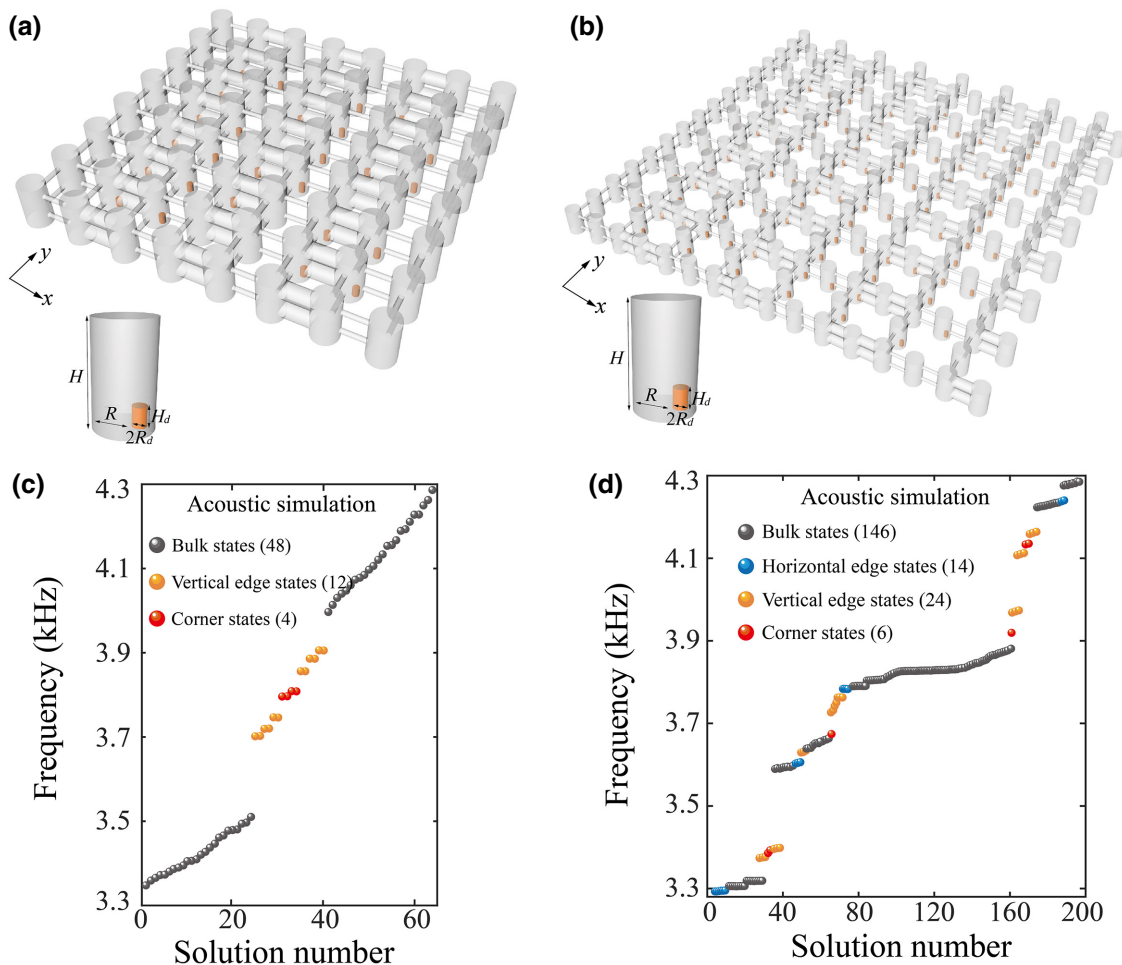 (a)
(b)
y
x
H
R
H_d
2R_d
y
x
H
R
H_d
2R_d
(c)
Acoustic simulation
Bulk states (48)
Vertical edge states (12)
Corner states (4)
4.3
4.1
3.9
3.7
3.5
3.3
Frequency (kHz)
0
20
40
60
Solution number
(d)
Acoustic simulation
Bulk states (146)
Horizontal edge states (14)
Vertical edge states (24)
Corner states (6)
4.3
4.1
3.9
3.7
3.5
3.3
Frequency (kHz)
0
40
80
120
160
200
Solution number